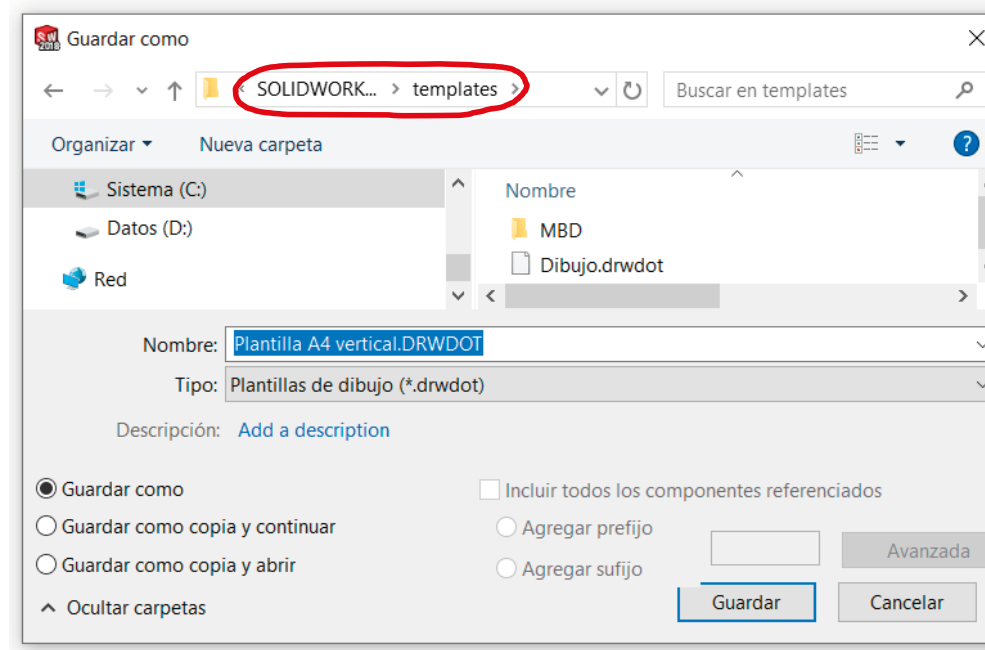 SW 2018 Guardar como
SOLIDWORK... > templates >
Buscar en templates
Organizar Nueva carpeta
?
Sistema (C:)
Datos (D:)
Red
Nombre
MBD
Dibujo.drwdot
Nombre: Plantilla A4 vertical.DRWDOT
Tipo: Plantillas de dibujo (*.drwdot)
Descripción: Add a description
Guardar como
Guardar como copia y continuar
Guardar como copia y abrir
Incluir todos los componentes referenciados
Agregar prefijo
Agregar sufijo
Avanzada
Ocultar carpetas
Guardar
Cancelar